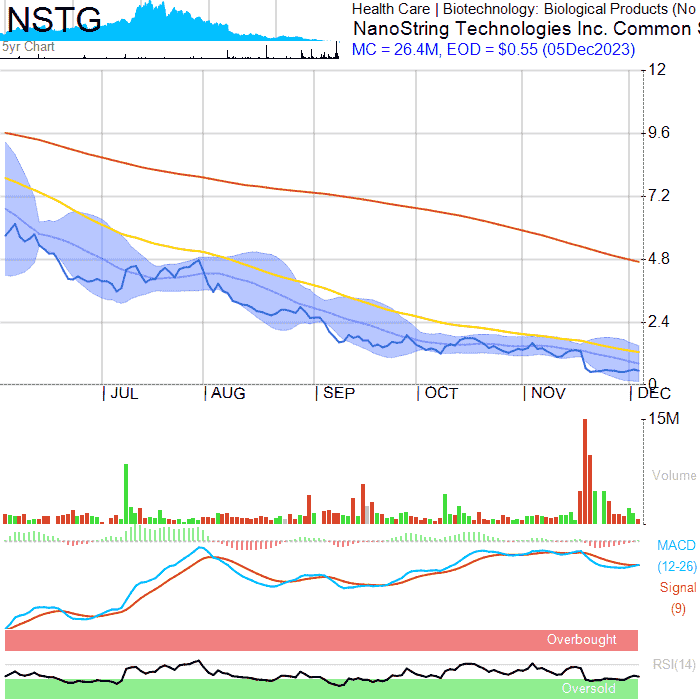 NSTG
Health Care | Biotechnology: Biological Products (No
NanoString Technologies Inc. Common S
MC = 26.4M, EOD = $0.55 (05Dec2023)
5yr Chart
12
9.6
7.2
4.8
2.4
0
JUL
AUG
SEP
OCT
NOV
DEC
15M
Volume
MACD
(12-26)
Signal
(9)
Overbought
RSI(14)
Oversold